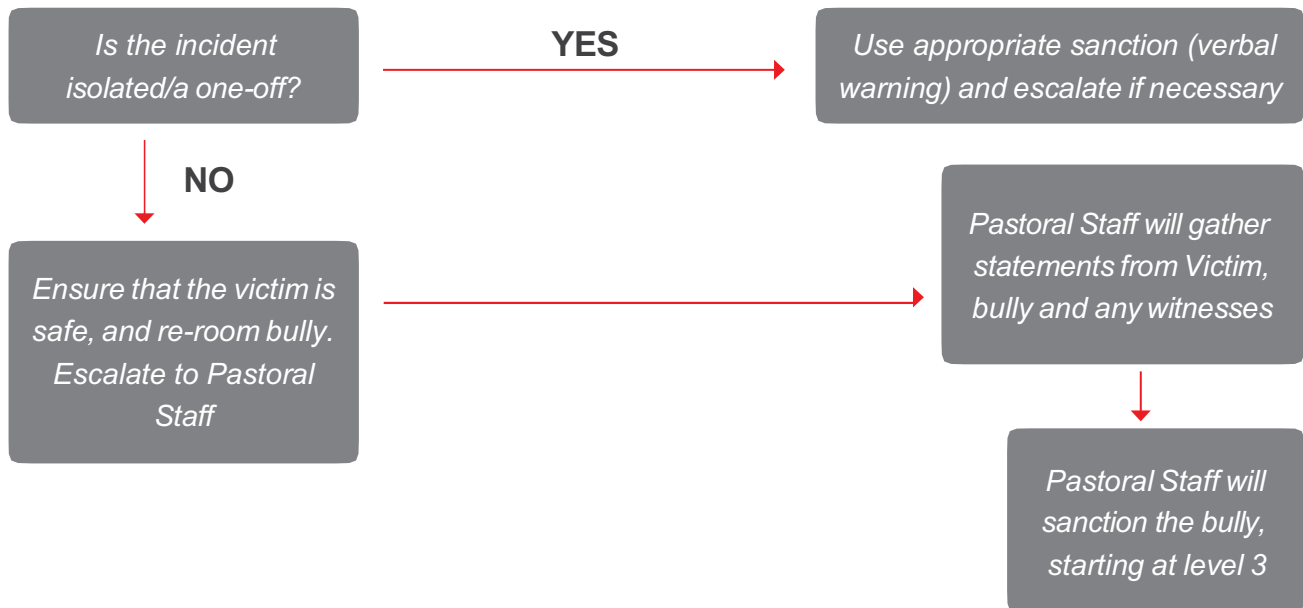 Is the incident
isolated/a one-off?
YES
Use appropriate sanction (verbal
warning) and escalate if necessary
NO
Ensure that the victim is
safe, and re-room bully.
Escalate to Pastoral
Staff
Pastoral Staff will gather
statements from Victim,
bully and any witnesses
Pastoral Staff will
sanction the bully,
starting at level 3